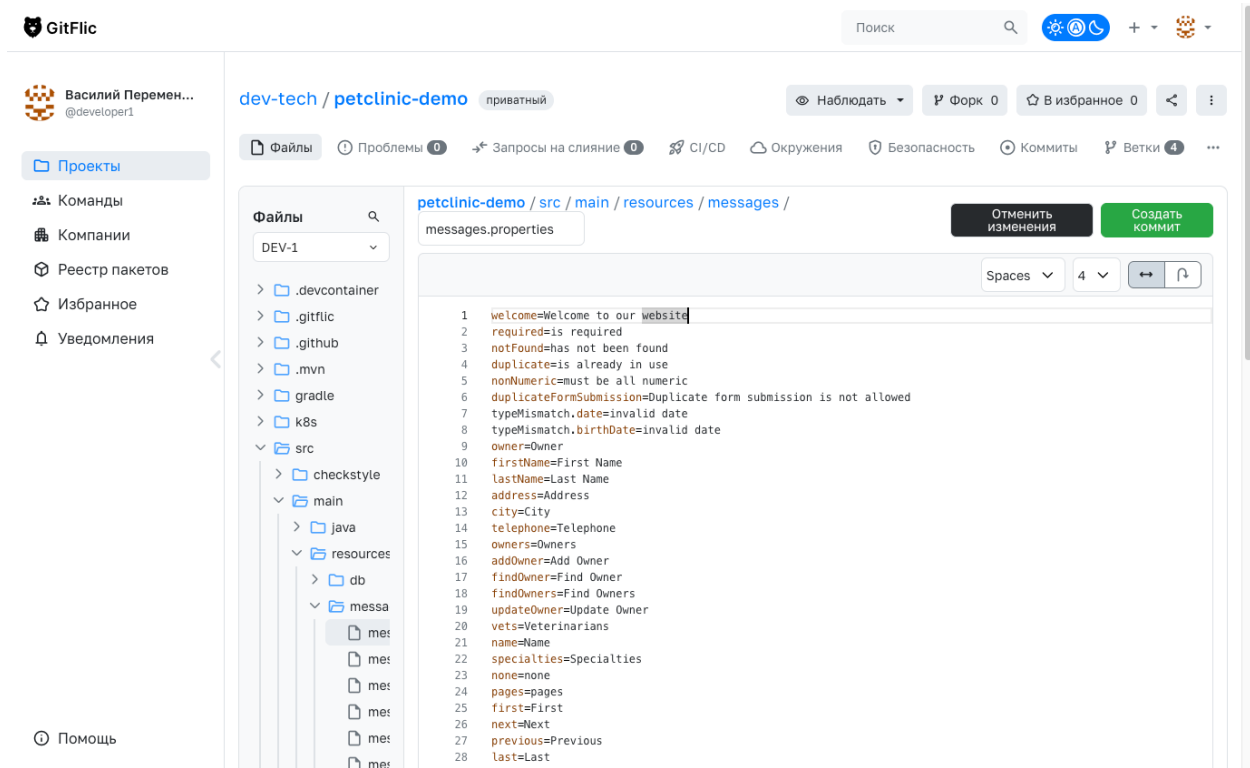 GitFlic
Поиск
Василий Перемен...
@developer1
Проекты
Команды
Компании
Реестр пакетов
Избранное
Уведомления
Помощь
dev-tech / petclinic-demo приватный
Наблюдать
Форк 0
В избранное 0
Файлы
Проблемы 0
Запросы на слияние 0
CI/CD
Окружения
Безопасность
Коммиты
Ветки 4
Файлы
DEV-1
.devcontainer
.gitflic
.github
.mvn
gradle
k8s
src
checkstyle
main
java
resources
db
messa
mes
mes
mes
mes
mes
mes
petclinic-demo / src / main / resources / messages /
messages.properties
Отменить
изменения
Создать
коммит
Spaces
4
1 welcome=Welcome to our website
2 required=is required
3 notFound=has not been found
4 duplicate=is already in use
5 nonNumeric=must be all numeric
6 duplicateFormSubmission=Duplicate form submission is not allowed
7 typeMismatch.date=invalid date
8 typeMismatch.birthDate=invalid date
9 owner=Owner
10 firstName=First Name
11 lastName=Last Name
12 address=Address
13 city=City
14 telephone=Telephone
15 owners=Owners
16 addOwner=Add Owner
17 findOwner=Find Owner
18 findOwners=Find Owners
19 updateOwner=Update Owner
20 vets=Veterinarians
21 name=Name
22 specialties=Specialties
23 none=none
24 pages=pages
25 first=First
26 next=Next
27 previous=Previous
28 last=Last